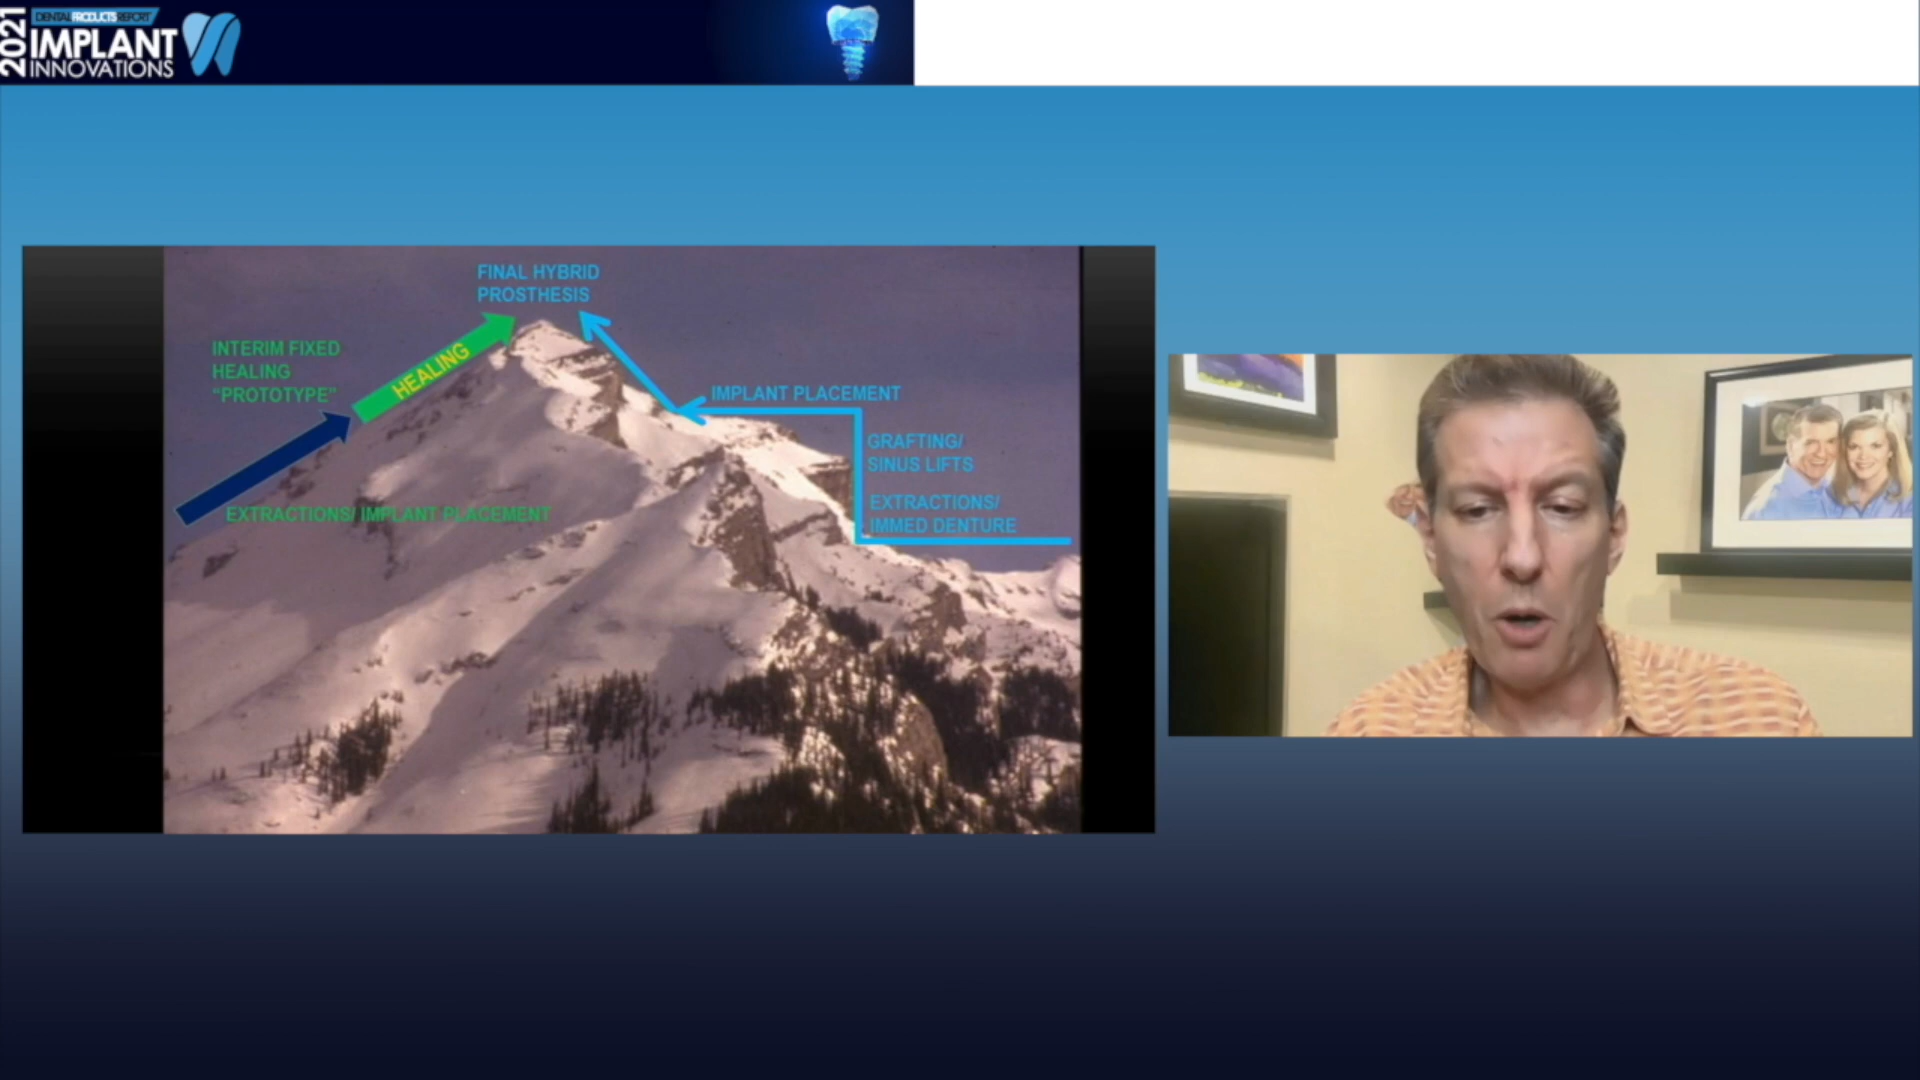 2021
DENTAL PRODUCTS REPORT
IMPLANT
INNOVATIONS
FINAL HYBRID
PROSTHESIS
INTERIM FIXED
HEALING
“PROTOTYPE”
HEALING
EXTRACTIONS/ IMPLANT PLACEMENT
IMPLANT PLACEMENT
GRAFTING/
SINUS LIFTS
EXTRACTIONS/
IMMED DENTURE